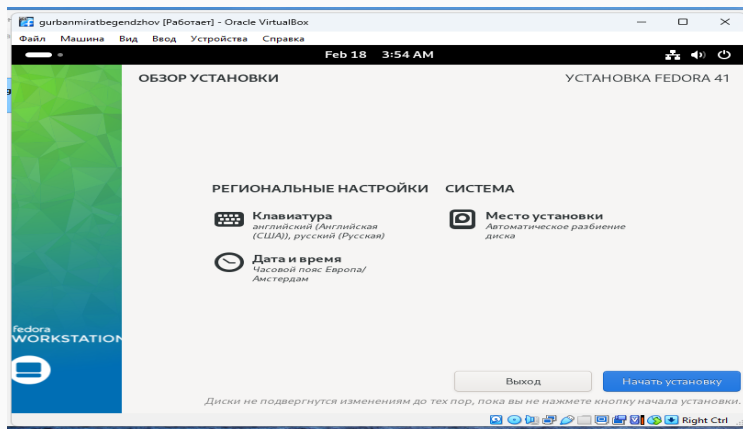 gurbanmiratbegendzhov [Работает] - Oracle VirtualBox
Файл Машина Вид Ввод Устройства Справка
Feb 18 3:54 AM
ОБЗОР УСТАНОВКИ
УСТАНОВКА FEDORA 41
РЕГИОНАЛЬНЫЕ НАСТРОЙКИ
Клавиатура
английский (Английская
(США)), русский (Русская)
Дата и время
Часовой пояс Европа/
Амстердам
СИСТЕМА
Место установки
Автоматическое разбиение
диска
fedora
WORKSTATION
Выход
Начать установку
Диски не подвергнутся изменениям до тех пор, пока вы не нажмете кнопку начала установки.
Right Ctrl